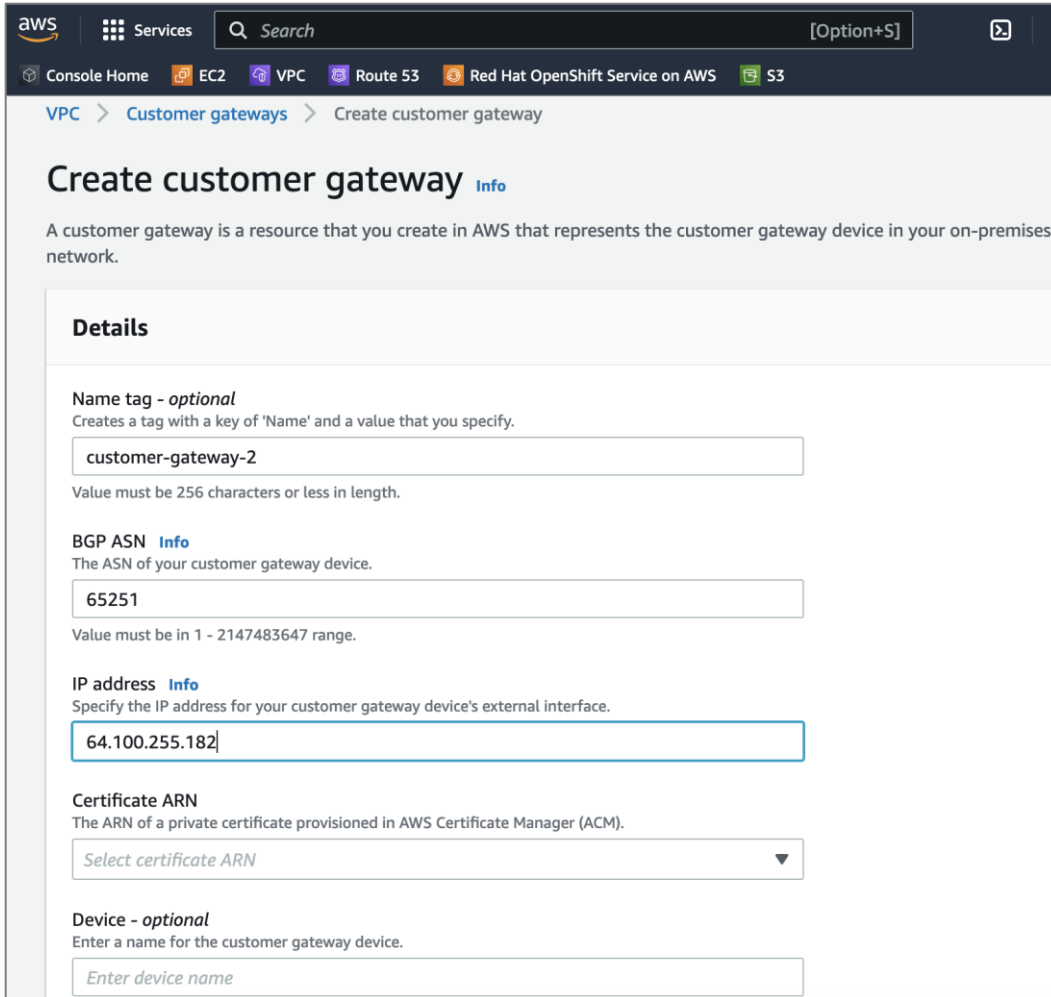 aws
Services
Search
[Option+S]
Console Home
EC2
VPC
Route 53
Red Hat OpenShift Service on AWS
S3
VPC > Customer gateways > Create customer gateway
Create customer gateway Info
A customer gateway is a resource that you create in AWS that represents the customer gateway device in your on-premises
network.
Details
Name tag - optional
Creates a tag with a key of 'Name' and a value that you specify.
customer-gateway-2
Value must be 256 characters or less in length.
BGP ASN Info
The ASN of your customer gateway device.
65251
Value must be in 1 - 2147483647 range.
IP address Info
Specify the IP address for your customer gateway device's external interface.
64.100.255.182
Certificate ARN
The ARN of a private certificate provisioned in AWS Certificate Manager (ACM).
Select certificate ARN
Device - optional
Enter a name for the customer gateway device.
Enter device name